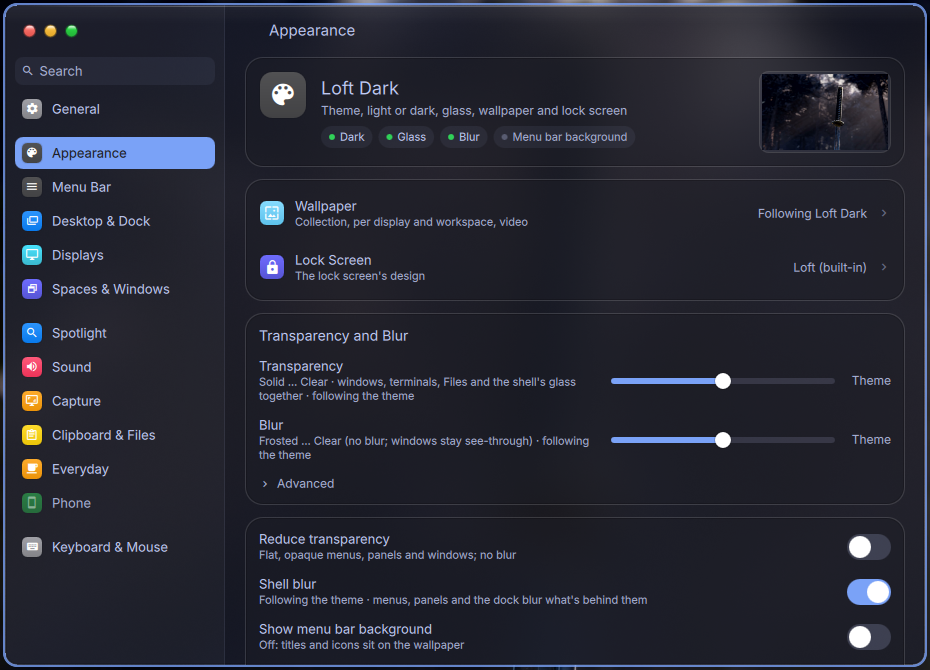 Appearance
Search
General
Appearance
Menu Bar
Desktop & Dock
Displays
Spaces & Windows
Spotlight
Sound
Capture
Clipboard & Files
Everyday
Phone
Keyboard & Mouse
Loft Dark
Theme, light or dark, glass, wallpaper and lock screen
Dark Glass Blur Menu bar background
Wallpaper
Collection, per display and workspace, video
Following Loft Dark
Lock Screen
The lock screen's design
Loft (built-in)
Transparency and Blur
Transparency
Solid ... Clear · windows, terminals, Files and the shell's glass
together · following the theme
Theme
Blur
Frosted ... Clear (no blur; windows stay see-through) · following
the theme
Theme
Advanced
Reduce transparency
Flat, opaque menus, panels and windows; no blur
Shell blur
Following the theme · menus, panels and the dock blur what's behind them
Show menu bar background
Off: titles and icons sit on the wallpaper